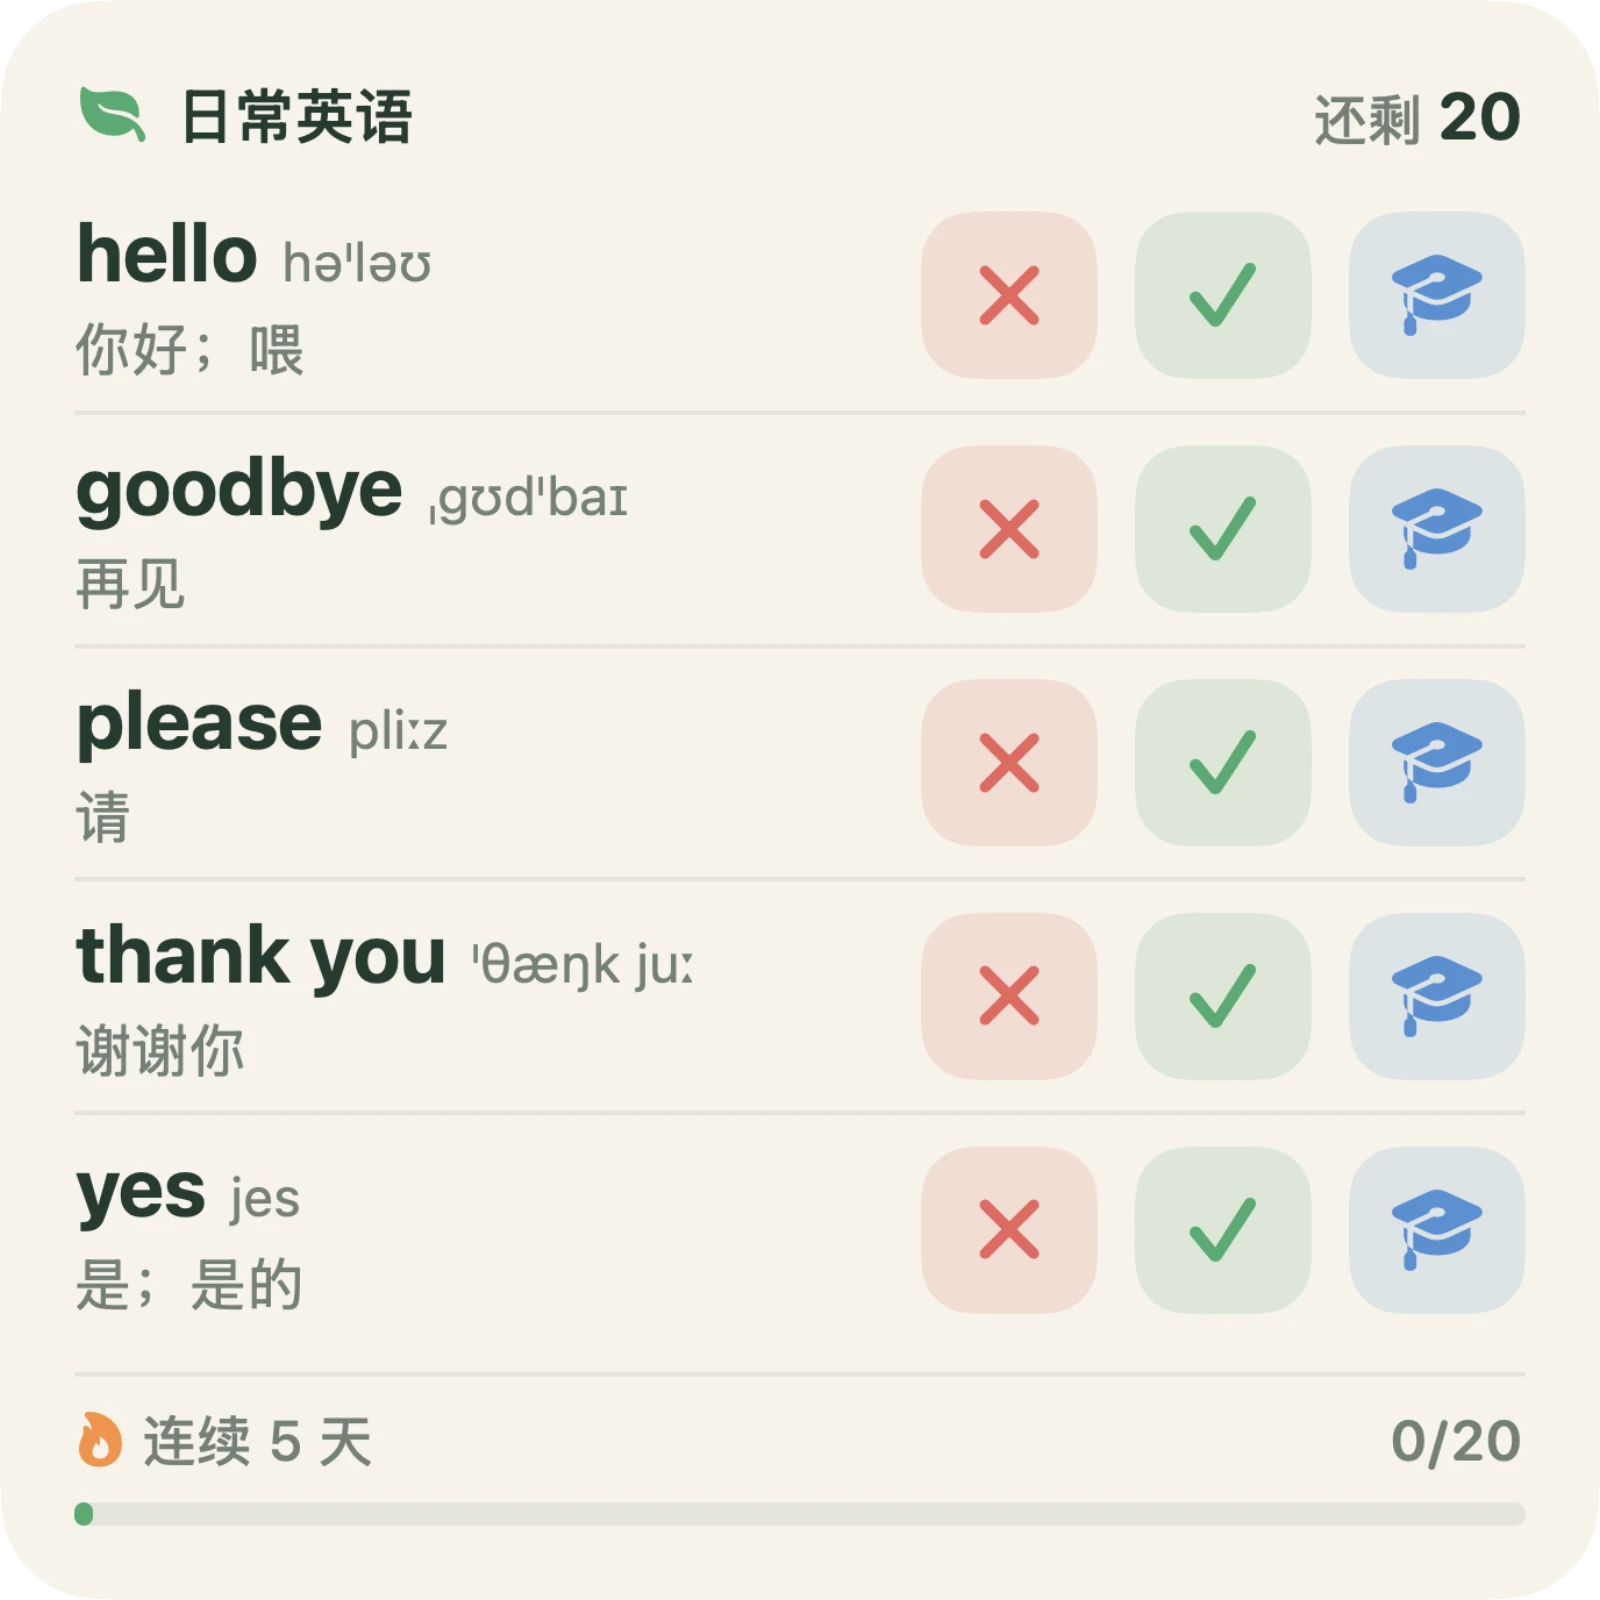 日常英语
还剩 20
hello həˈləʊ
你好；喂
goodbye ˌgʊdˈbaɪ
再见
please pliːz
请
thank you ˈθæŋk juː
谢谢你
yes jes
是；是的
连续 5 天
0/20